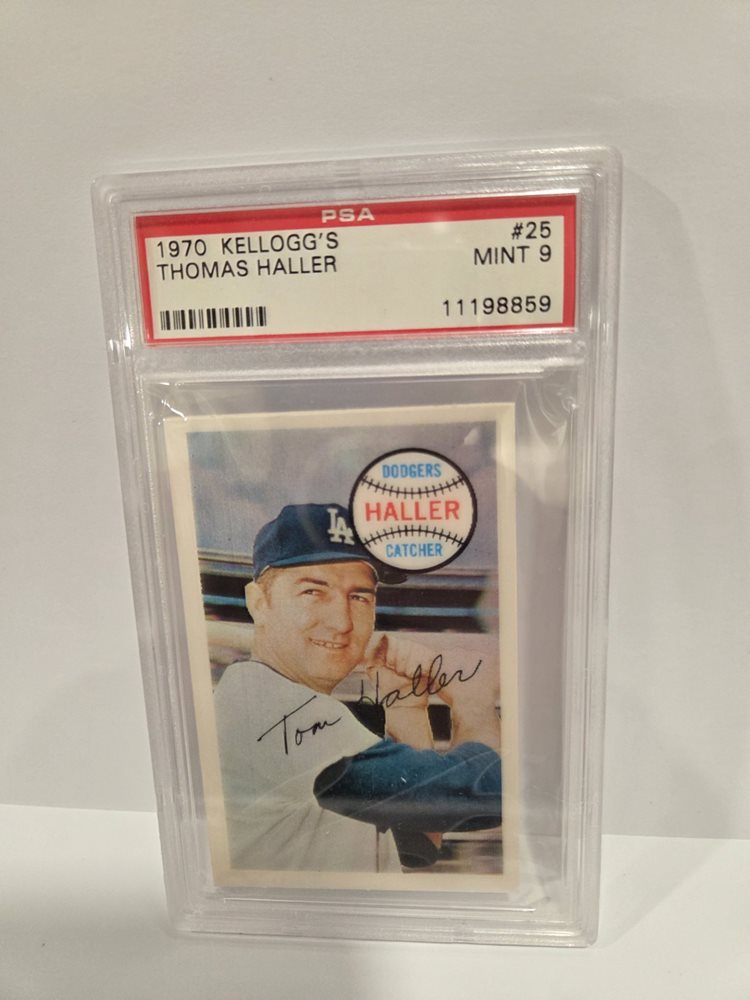 PSA
1970 KELLOGG'S #25
THOMAS HALLER MINT 9
11198859
DODGERS
HALLER
CATCHER
LA
Tom Haller